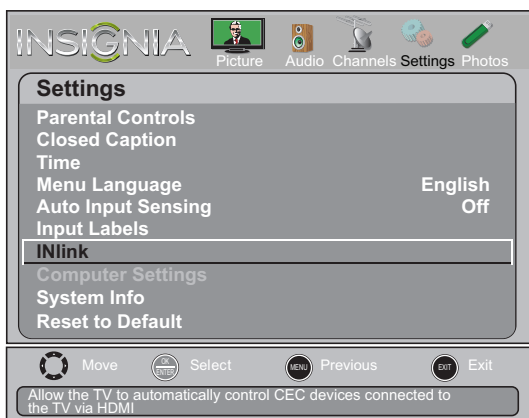 INSIGNIA
Picture Audio Channels Settings Photos
Settings
Parental Controls
Closed Caption
Time
Menu Language English
Auto Input Sensing Off
Input Labels
INlink
Computer Settings
System Info
Reset to Default
Move OK ENTER Select MENU Previous EXIT Exit
Allow the TV to automatically control CEC devices connected to
the TV via HDMI